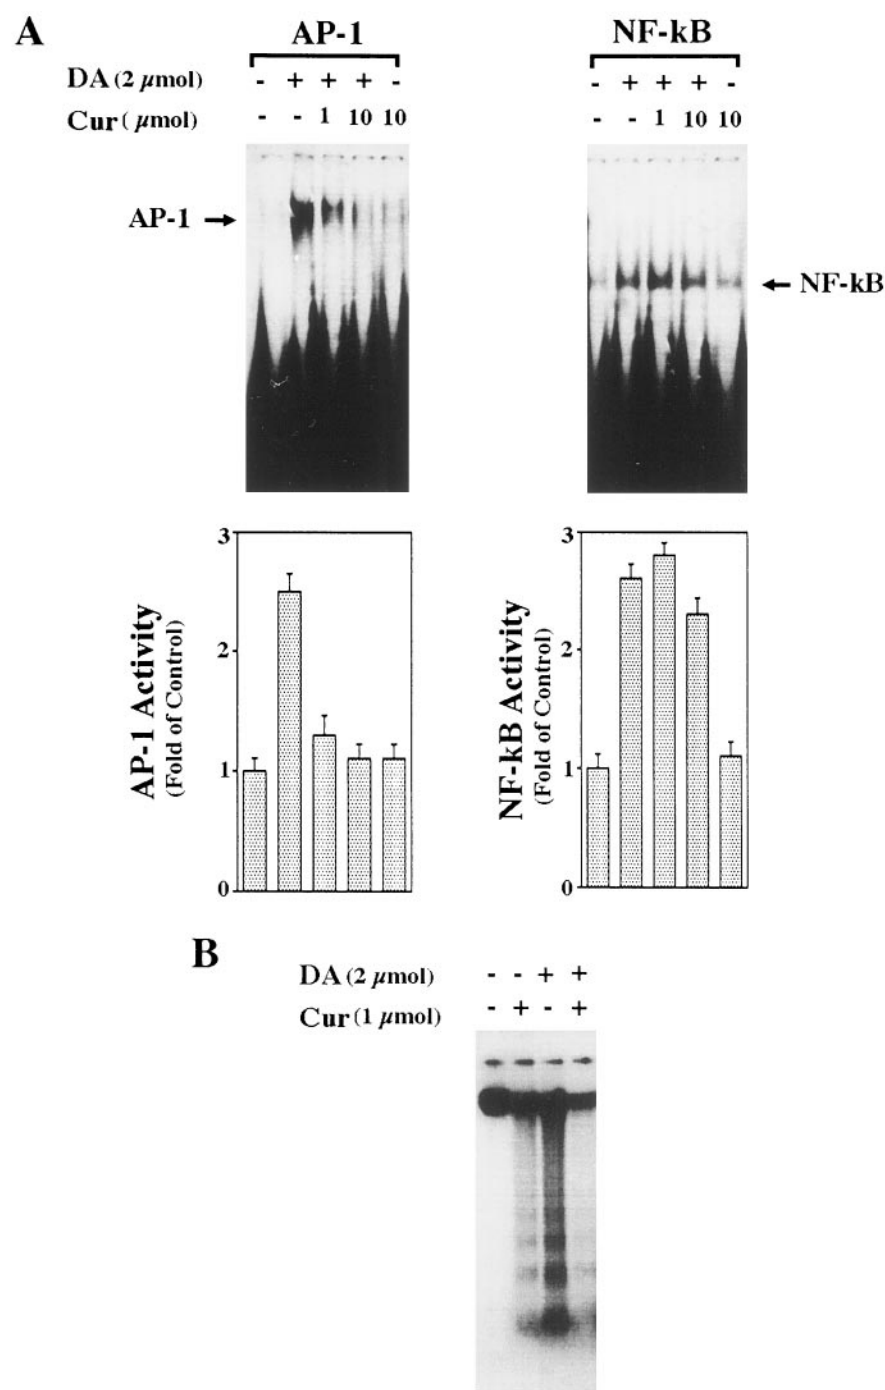 A
AP-1
NF-kB
DA (2 μmol) - + + + -
- + + + -
Cur ( μmol) - - 1 10 10
- - 1 10 10
AP-1
NF-kB
3
2
1
0
AP-1 Activity
(Fold of Control)
3
2
1
0
NF-kB Activity
(Fold of Control)
B
DA (2 μmol) - - + +
Cur (1 μmol) - + - +